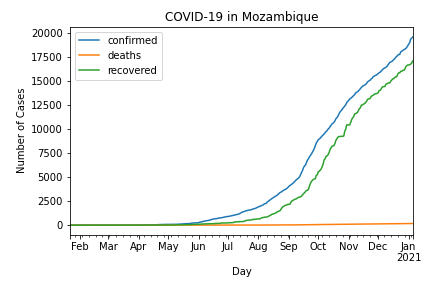 COVID-19 in Mozambique
confirmed
deaths
recovered
Number of Cases
20000
17500
15000
12500
10000
7500
5000
2500
0
Feb Mar Apr May Jun Jul Aug Sep Oct Nov Dec Jan
2021
Day